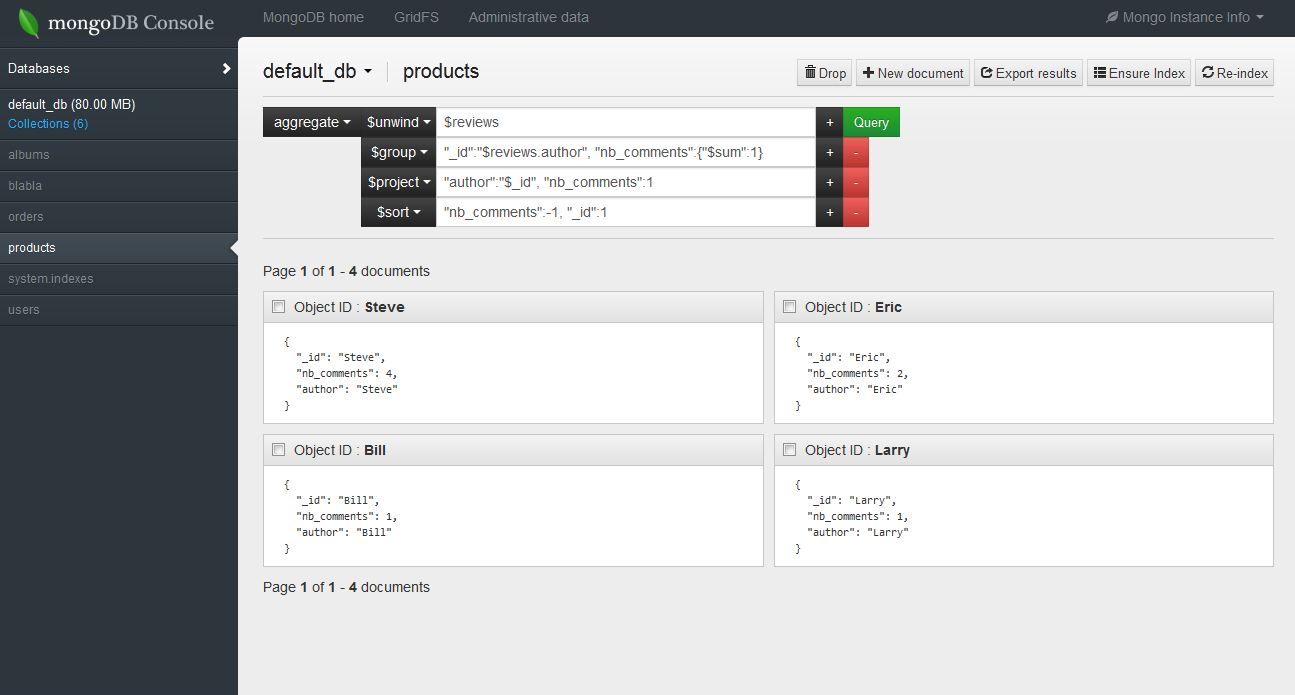 mongoDB Console
MongoDB home GridFS Administrative data Mongo Instance Info
Databases
default_db (80.00 MB)
Collections (6)
albums
blabla
orders
products
system.indexes
users
default_db products Drop New document Export results Ensure Index Re-index
aggregate $unwind $reviews + Query
$group "_id":"$reviews.author", "nb_comments":{"$sum":1} + -
$project "author":"$_id", "nb_comments":1 + -
$sort "nb_comments":-1, "_id":1 + -
Page 1 of 1 - 4 documents
Object ID : Steve
{
"_id": "Steve",
"nb_comments": 4,
"author": "Steve"
}
Object ID : Eric
{
"_id": "Eric",
"nb_comments": 2,
"author": "Eric"
}
Object ID : Bill
{
"_id": "Bill",
"nb_comments": 1,
"author": "Bill"
}
Object ID : Larry
{
"_id": "Larry",
"nb_comments": 1,
"author": "Larry"
}
Page 1 of 1 - 4 documents